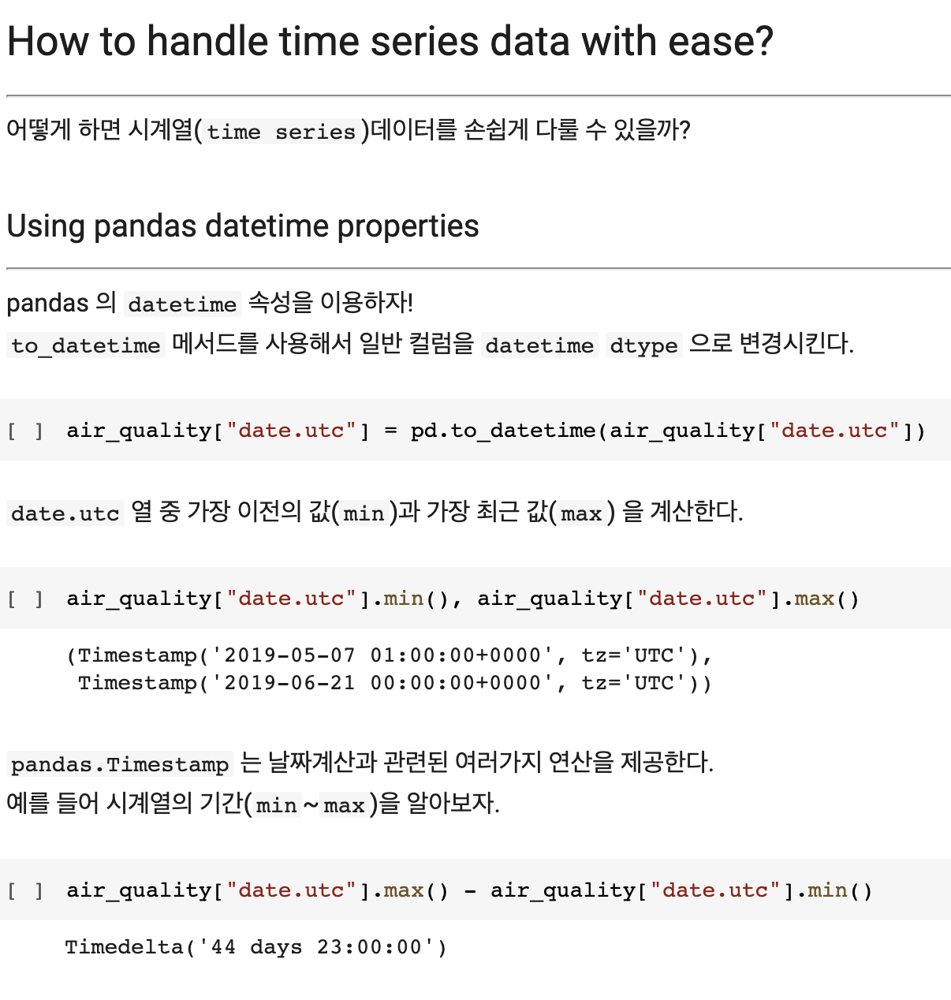 How to handle time series data with ease?
어떻게 하면 시계열(time series)데이터를 손쉽게 다룰 수 있을까?
Using pandas datetime properties
pandas 의 datetime 속성을 이용하자!
to_datetime 메서드를 사용해서 일반 컬럼을 datetime dtype 으로 변경시킨다.
[ ] air_quality["date.utc"] = pd.to_datetime(air_quality["date.utc"])
date.utc 열 중 가장 이전의 값(min)과 가장 최근 값(max) 을 계산한다.
[ ] air_quality["date.utc"].min(), air_quality["date.utc"].max()
(Timestamp('2019-05-07 01:00:00+0000', tz='UTC'),
Timestamp('2019-06-21 00:00:00+0000', tz='UTC'))
pandas.Timestamp 는 날짜계산과 관련된 여러가지 연산을 제공한다.
예를 들어 시계열의 기간(min~max)을 알아보자.
[ ] air_quality["date.utc"].max() - air_quality["date.utc"].min()
Timedelta('44 days 23:00:00')